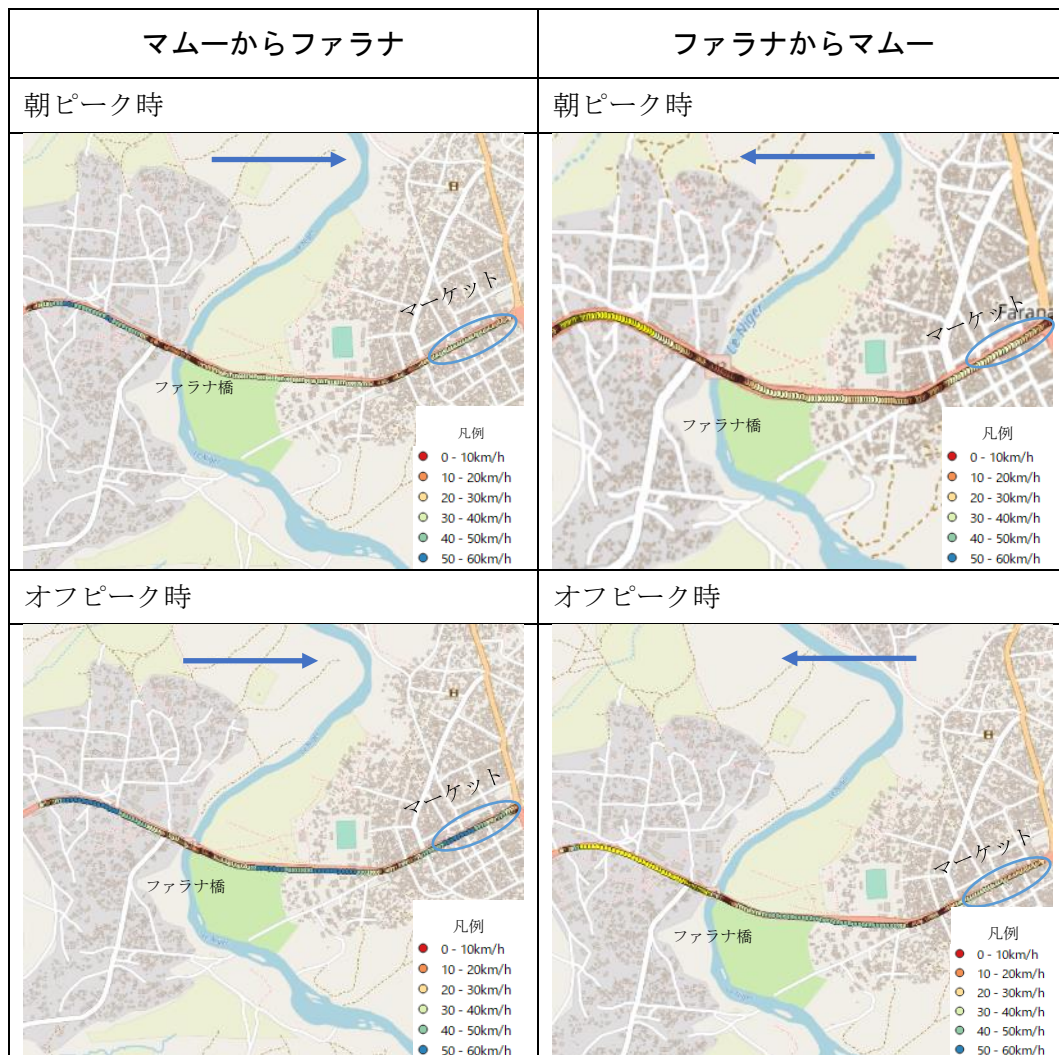 マムーからファラナ
ファラナからマムー
朝ピーク時
朝ピーク時
マーケット
ファラナ橋
凡例
0 - 10km/h
10 - 20km/h
20 - 30km/h
30 - 40km/h
40 - 50km/h
50 - 60km/h
Le Niger
Farana
マーケット
ファラナ橋
凡例
0 - 10km/h
10 - 20km/h
20 - 30km/h
30 - 40km/h
40 - 50km/h
50 - 60km/h
オフピーク時
オフピーク時
マーケット
ファラナ橋
凡例
0 - 10km/h
10 - 20km/h
20 - 30km/h
30 - 40km/h
40 - 50km/h
50 - 60km/h
マーケット
ファラナ橋
凡例
0 - 10km/h
10 - 20km/h
20 - 30km/h
30 - 40km/h
40 - 50km/h
50 - 60km/h